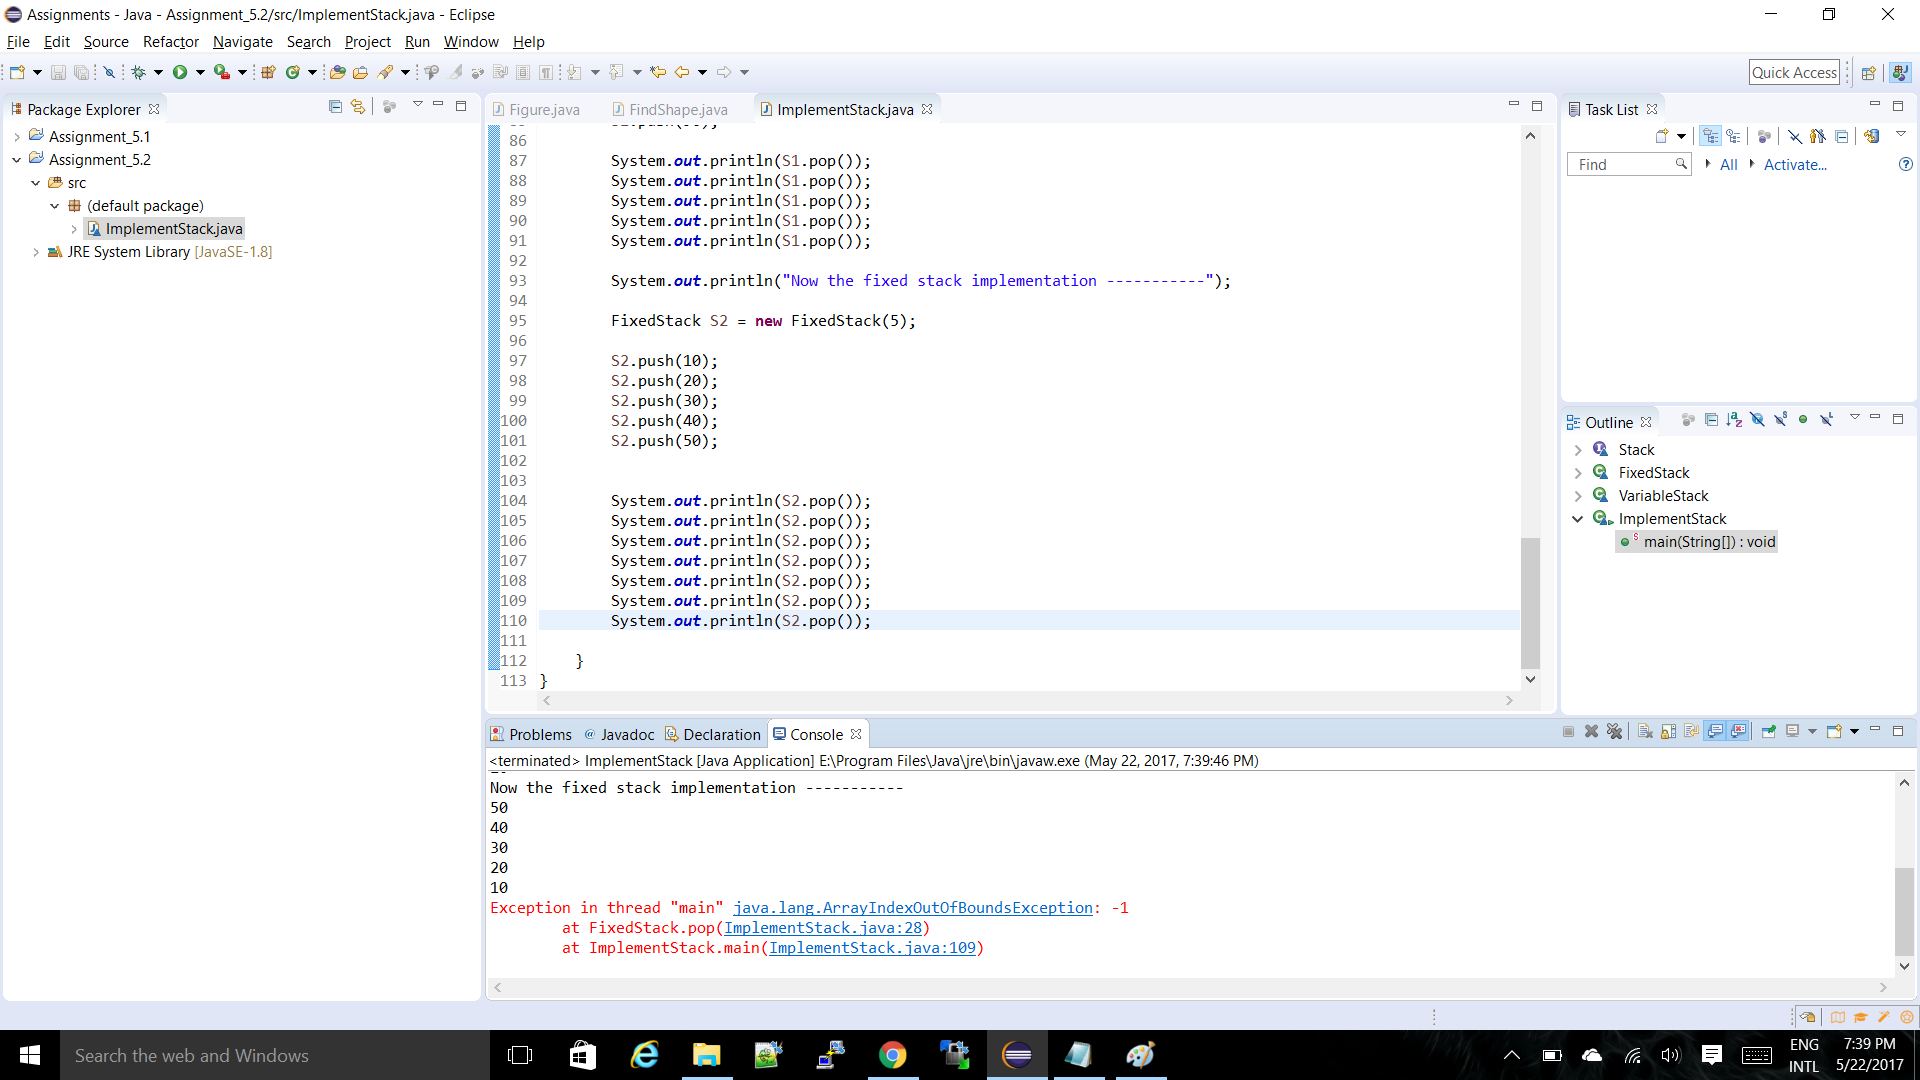 Assignments - Java - Assignment_5.2/src/ImplementStack.java - Eclipse
File Edit Source Refactor Navigate Search Project Run Window Help
Quick Access
Package Explorer
Assignment_5.1
Assignment_5.2
src
(default package)
ImplementStack.java
JRE System Library [JavaSE-1.8]
Figure.java FindShape.java ImplementStack.java
86
87 System.out.println(S1.pop());
88 System.out.println(S1.pop());
89 System.out.println(S1.pop());
90 System.out.println(S1.pop());
91 System.out.println(S1.pop());
92
93 System.out.println("Now the fixed stack implementation -----------");
94
95 FixedStack S2 = new FixedStack(5);
96
97 S2.push(10);
98 S2.push(20);
99 S2.push(30);
100 S2.push(40);
101 S2.push(50);
102
103
104 System.out.println(S2.pop());
105 System.out.println(S2.pop());
106 System.out.println(S2.pop());
107 System.out.println(S2.pop());
108 System.out.println(S2.pop());
109 System.out.println(S2.pop());
110 System.out.println(S2.pop());
111
112 }
113 }
Task List
Find All Activate...
Outline
Stack
FixedStack
VariableStack
ImplementStack
main(String[]) : void
Problems @ Javadoc Declaration Console
<terminated> ImplementStack [Java Application] E:\Program Files\Java\jre\bin\javaw.exe (May 22, 2017, 7:39:46 PM)
Now the fixed stack implementation -----------
50
40
30
20
10
Exception in thread "main" java.lang.ArrayIndexOutOfBoundsException: -1
at FixedStack.pop(ImplementStack.java:28)
at ImplementStack.main(ImplementStack.java:109)
Search the web and Windows
ENG
INTL
7:39 PM
5/22/2017